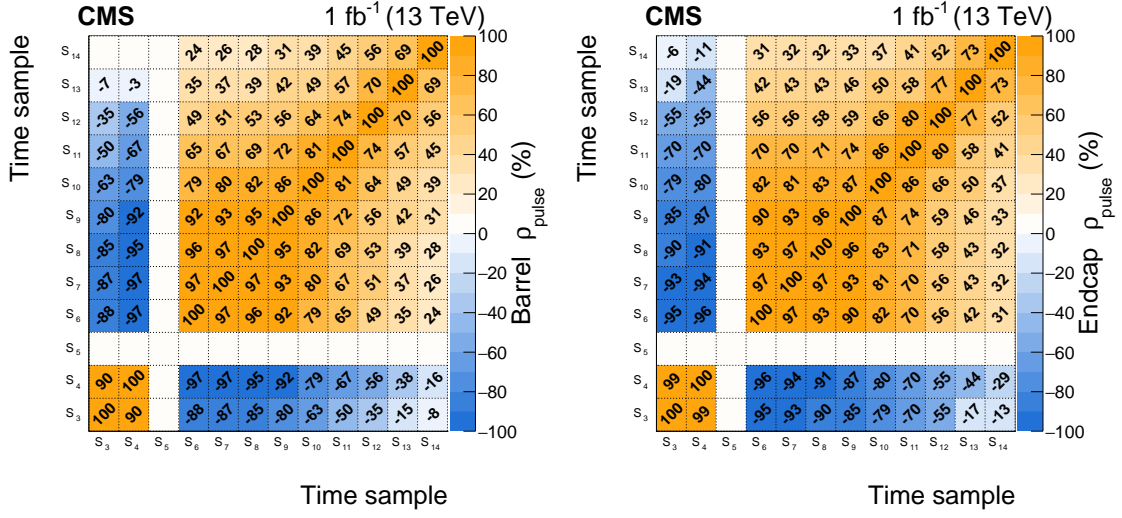 CMS 1 fb-1 (13 TeV)
Time sample
Barrel ρpulse (%)
100
80
60
40
20
0
−20
−40
−60
−80
−100
S14 24 26 28 31 39 45 56 69 100
S13 -7 -3 35 37 39 42 49 57 70 100 69
S12 -35 -56 49 51 53 56 64 74 100 70 56
S11 -50 -67 65 67 69 72 81 100 74 57 45
S10 -63 -79 79 80 82 86 100 81 64 49 39
S9 -80 -92 92 93 95 100 86 72 56 42 31
S8 -85 -95 96 97 100 95 82 69 53 39 28
S7 -87 -97 97 100 97 93 80 67 51 37 26
S6 -88 -97 100 97 96 92 79 65 49 35 24
S5
S4 90 100 -97 -97 -95 -92 -79 -67 -56 -38 -16
S3 100 90 -88 -87 -85 -80 -63 -50 -35 -15 -8
S3 S4 S5 S6 S7 S8 S9 S10 S11 S12 S13 S14
Time sample
CMS 1 fb-1 (13 TeV)
Time sample
Endcap ρpulse (%)
100
80
60
40
20
0
−20
−40
−60
−80
−100
S14 -6 -11 31 32 32 33 37 41 52 73 100
S13 -19 -44 42 43 43 46 50 58 77 100 73
S12 -55 -55 56 56 58 59 66 80 100 77 52
S11 -70 -70 70 70 71 74 86 100 80 58 41
S10 -79 -80 82 81 83 87 100 86 66 50 37
S9 -85 -87 90 93 96 100 87 74 59 46 33
S8 -90 -91 93 97 100 96 83 71 58 43 32
S7 -93 -94 97 100 97 93 81 70 56 43 32
S6 -95 -96 100 97 93 90 82 70 56 42 31
S5
S4 99 100 -96 -94 -91 -87 -80 -70 -55 -44 -29
S3 100 99 -95 -93 -90 -85 -79 -70 -55 -17 -13
S3 S4 S5 S6 S7 S8 S9 S10 S11 S12 S13 S14
Time sample